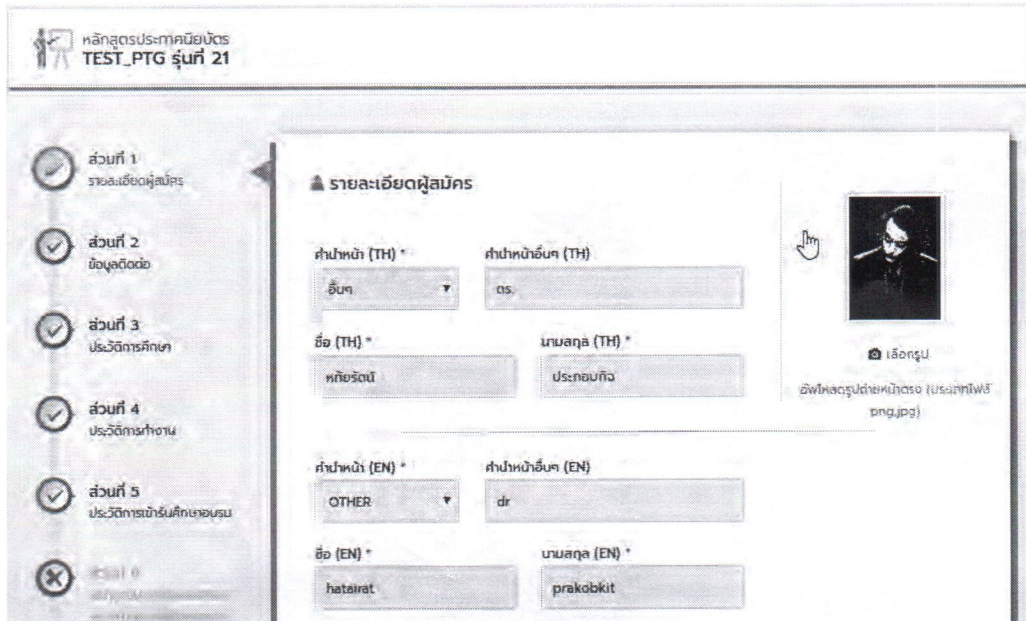 หลักสูตรประกาศนียบัตร
TEST_PTG รุ่นที่ 21
ส่วนที่ 1
รายละเอียดผู้สมัคร
ส่วนที่ 2
ข้อมูลติดต่อ
ส่วนที่ 3
ประวัติการศึกษา
ส่วนที่ 4
ประวัติการทำงาน
ส่วนที่ 5
ประวัติการเข้ารับศึกษาอบรม
รายละเอียดผู้สมัคร
คำนำหน้า (TH) * คำนำหน้าอื่นๆ (TH)
อื่นๆ ดร.
ชื่อ (TH) * นามสกุล (TH) *
หทัยรัตน์ ประกอบกิจ
เลือกรูป
อัพโหลดรูปถ่ายหน้าตรง (ประเภทไฟล์
png,jpg)
คำนำหน้า (EN) * คำนำหน้าอื่นๆ (EN)
OTHER dr
ชื่อ (EN) * นามสกุล (EN) *
hatairat prakobkit